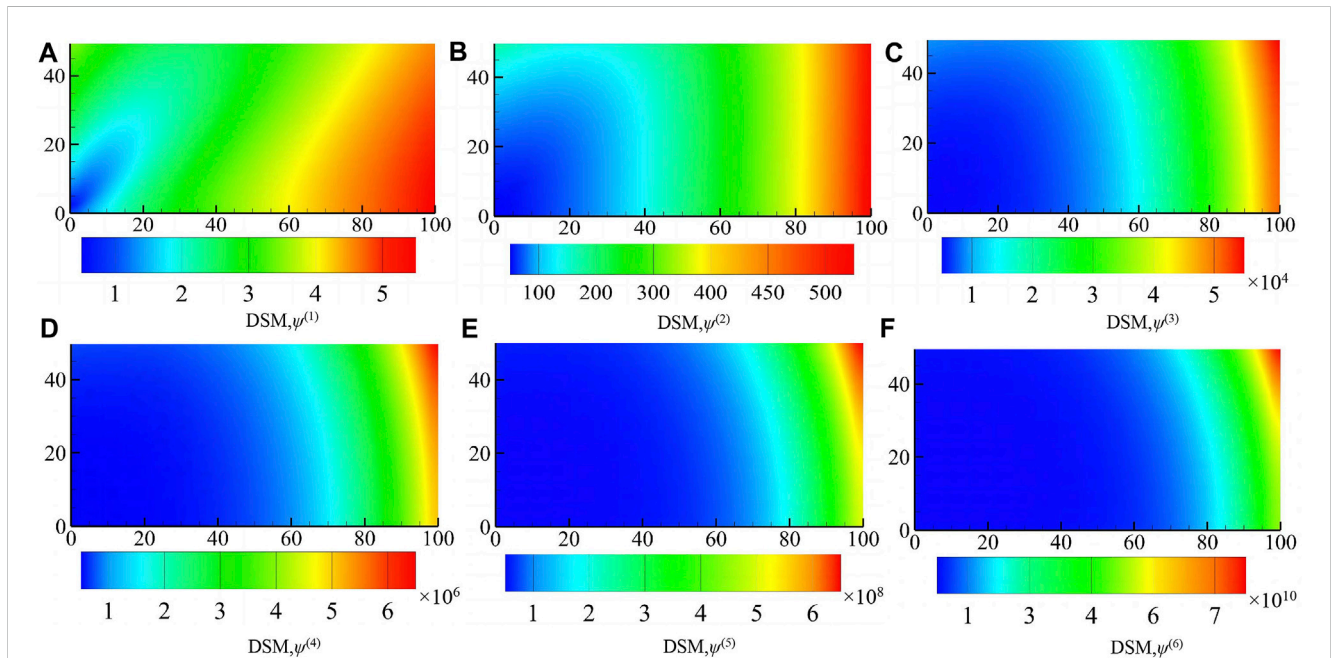 A
B
C
40
20
0
0 20 40 60 80 100
1 2 3 4 5
DSM,ψ(1)
40
20
0
0 20 40 60 80 100
100 200 300 400 450 500
DSM,ψ(2)
40
20
0
0 20 40 60 80 100
1 2 3 4 5 ×10⁴
DSM,ψ(3)
D
E
F
40
20
0
0 20 40 60 80 100
1 2 3 4 5 6 ×10⁶
DSM,ψ(4)
40
20
0
0 20 40 60 80 100
1 2 3 4 5 6 ×10⁸
DSM,ψ(5)
40
20
0
0 20 40 60 80 100
1 3 4 6 7 ×10¹⁰
DSM,ψ(6)